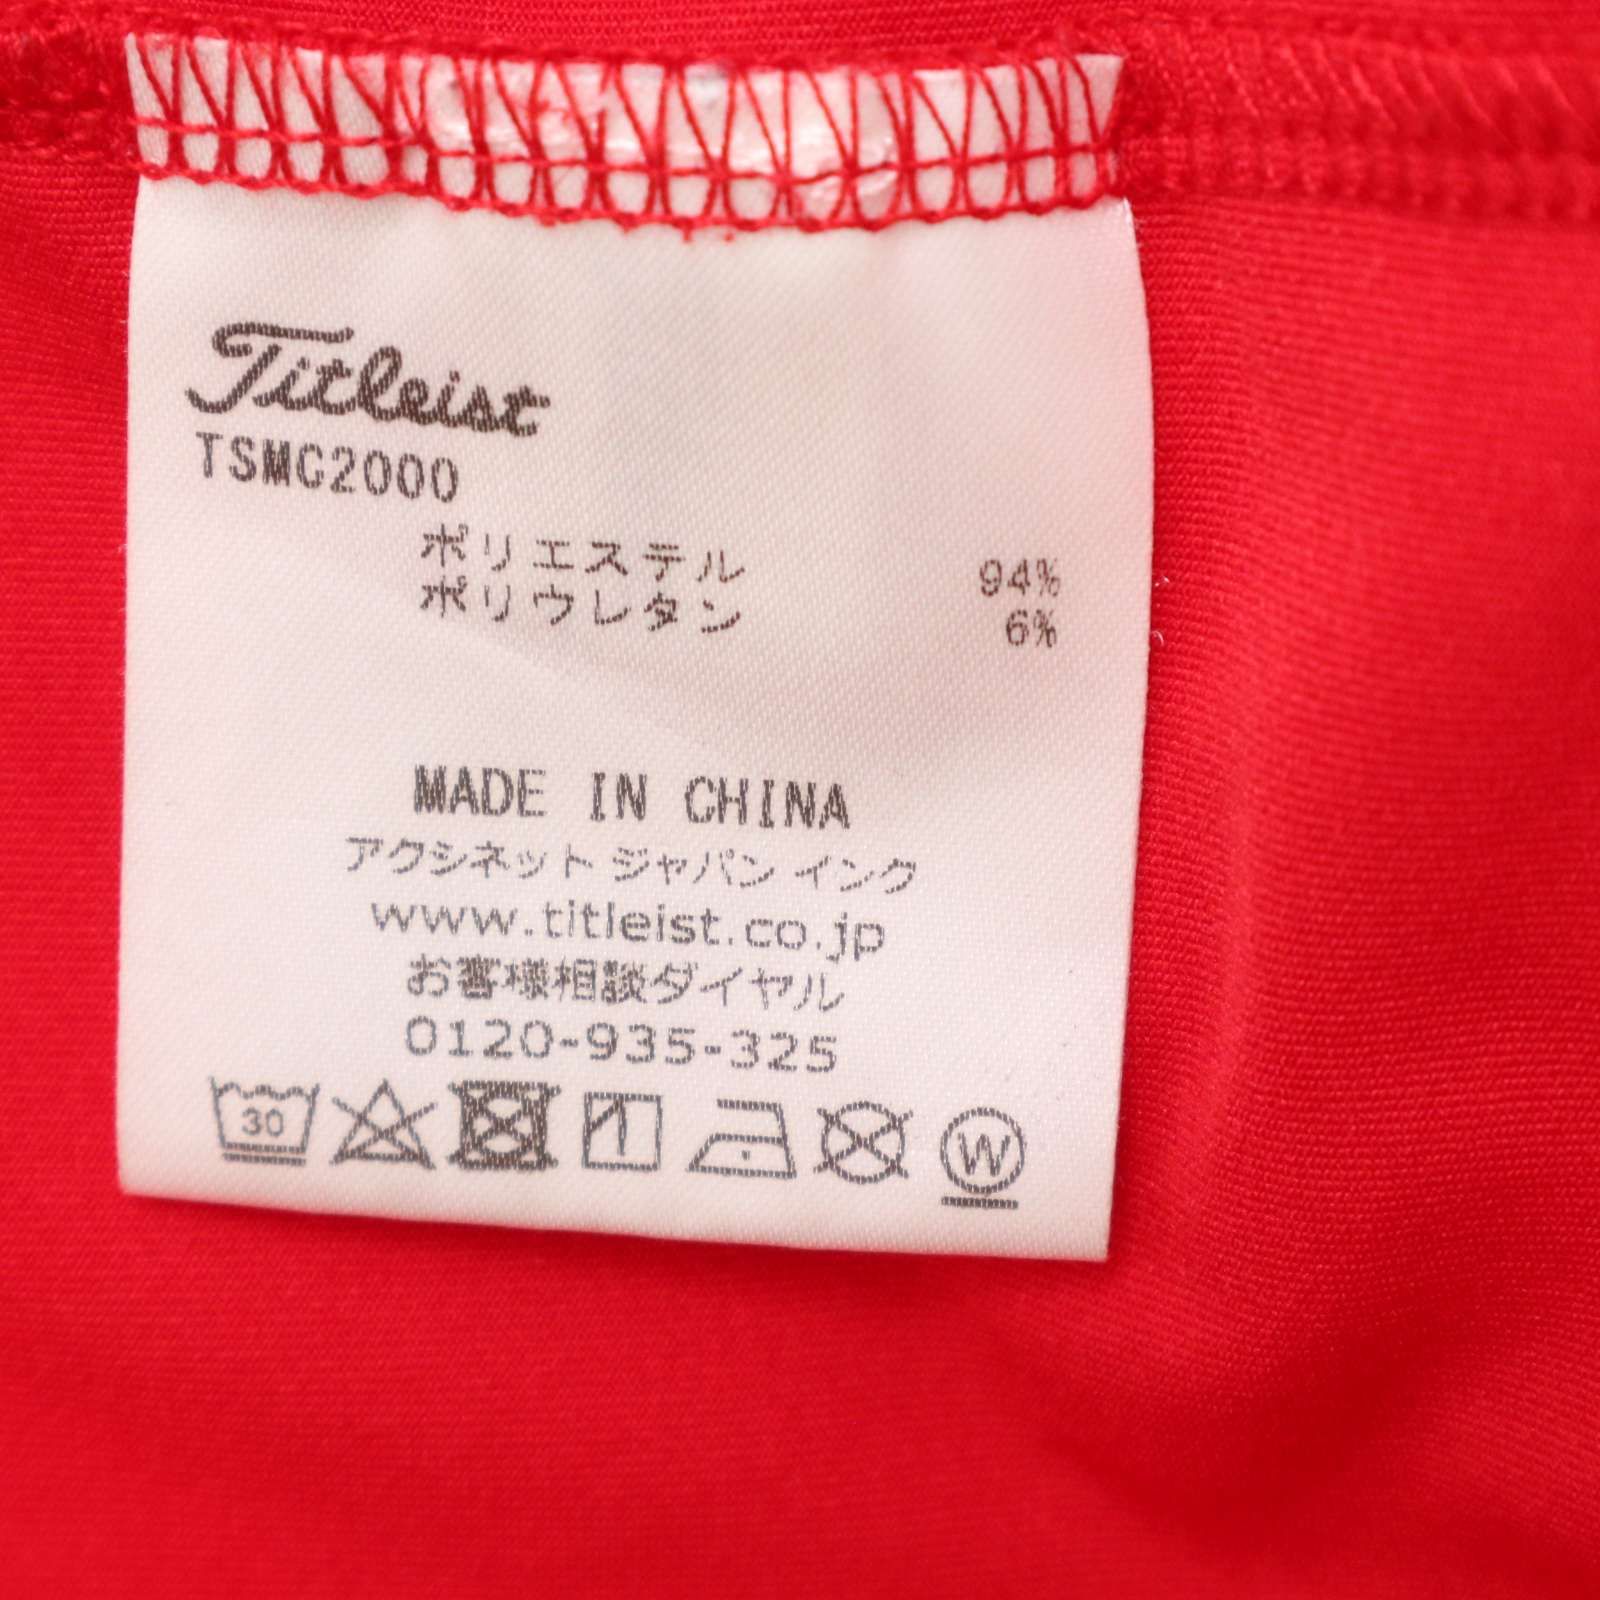 Titleist
TSMC2000
ポリエステル 94%
ポリウレタン 6%
MADE IN CHINA
アクシネット ジャパン インク
www.titleist.co.jp
お客様相談ダイヤル
0120-935-325
30
W